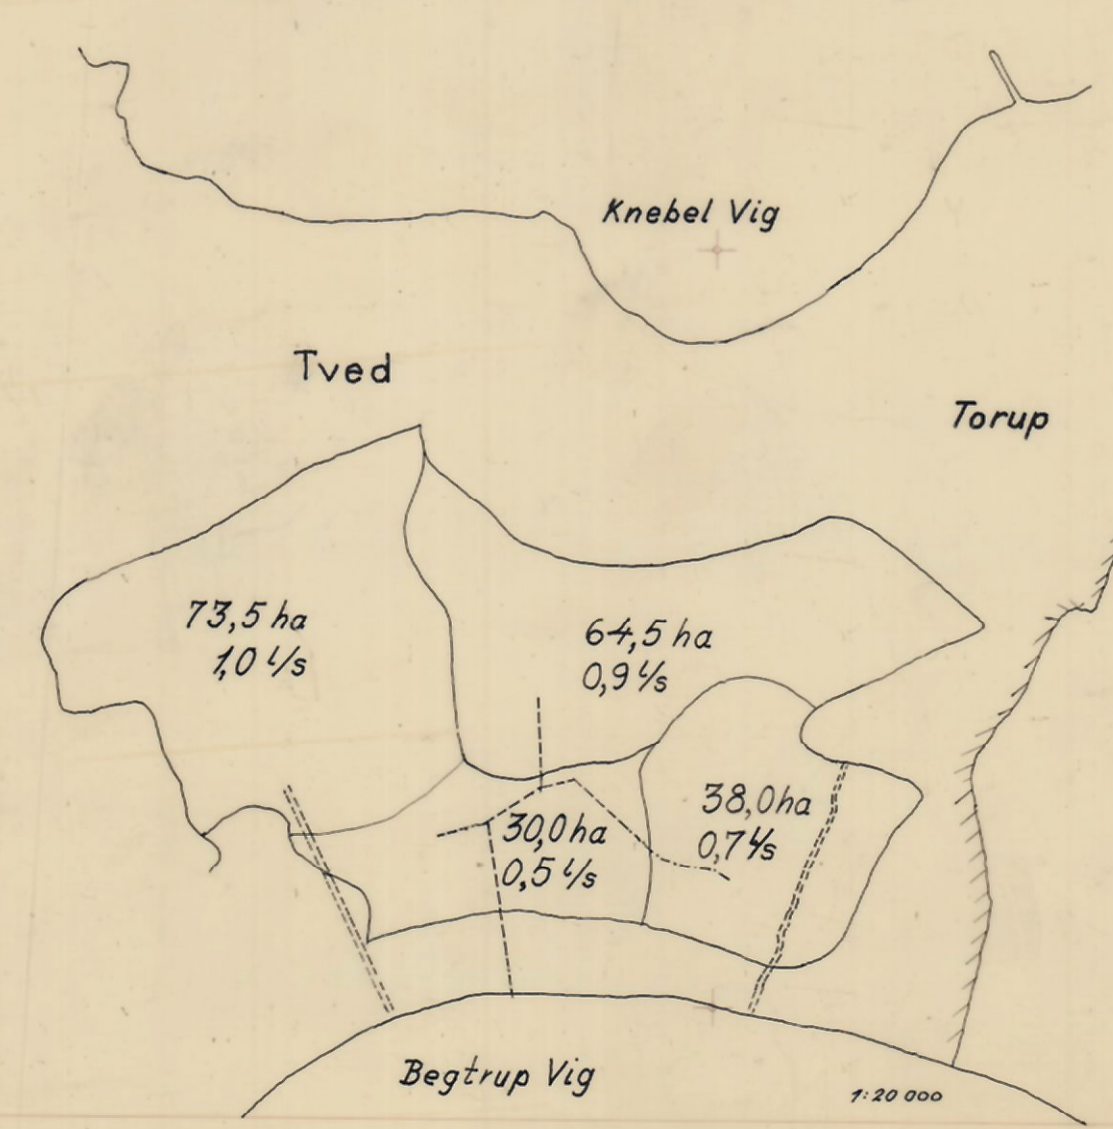 Knebel Vig
Tved
Torup
73,5 ha
1,0 l/s
64,5 ha
0,9 l/s
38,0 ha
0,7 l/s
30,0 ha
0,5 l/s
Begtrup Vig
1:20 000